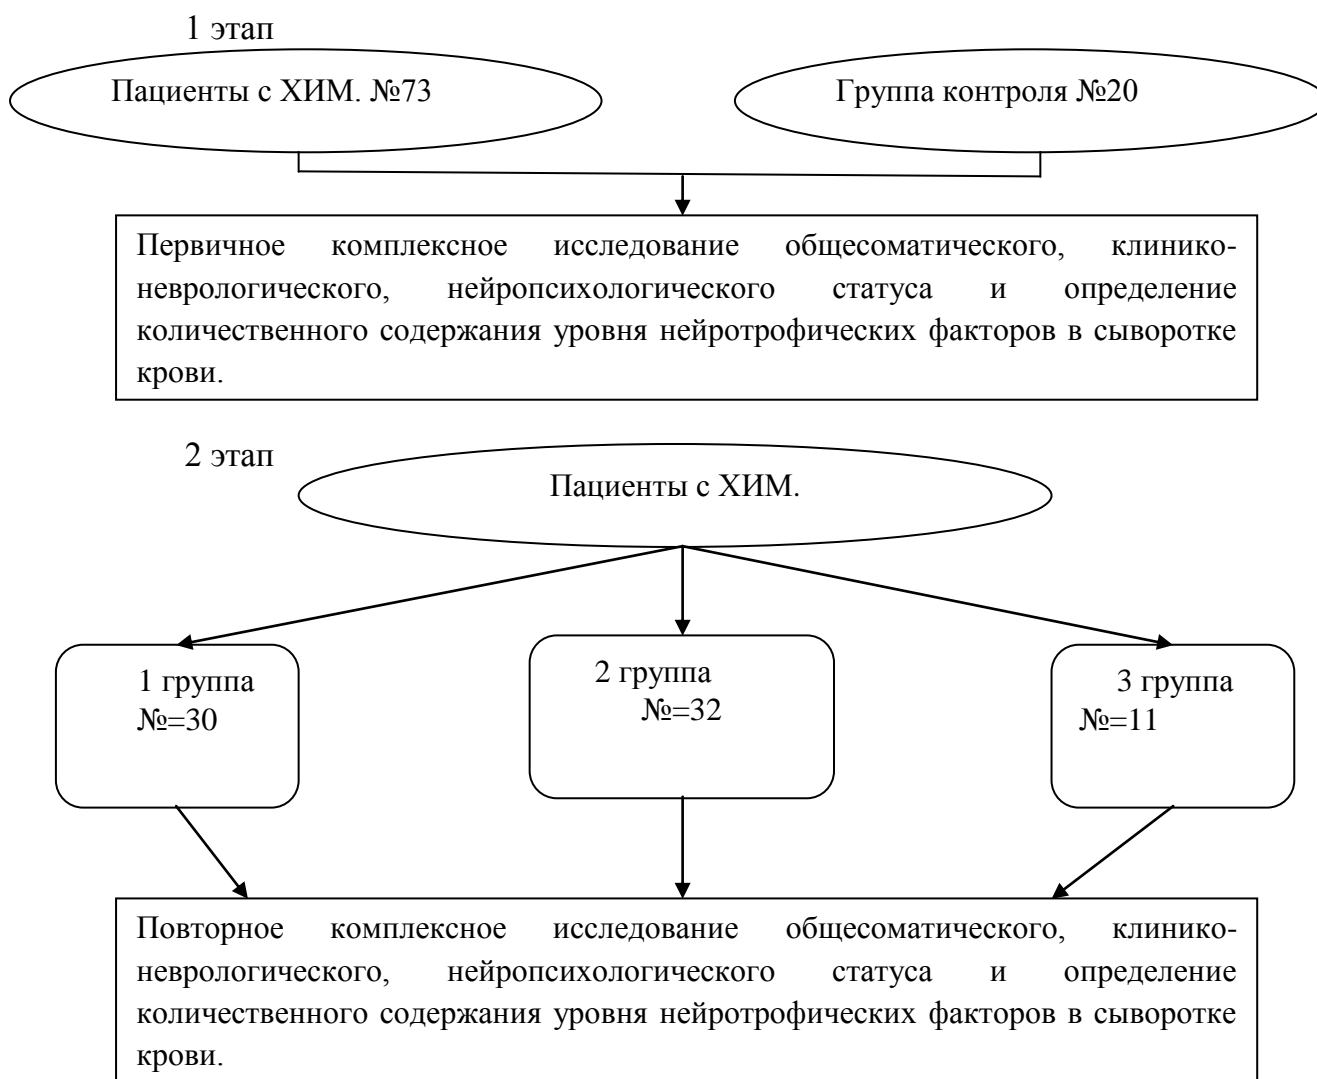 1 этап
Пациенты с ХИМ. №73
Группа контроля №20
Первичное комплексное исследование общесоматического, клинико-
неврологического, нейропсихологического статуса и определение
количественного содержания уровня нейротрофических факторов в сыворотке
крови.
2 этап
Пациенты с ХИМ.
1 группа
№=30
2 группа
№=32
3 группа
№=11
Повторное комплексное исследование общесоматического, клинико-
неврологического, нейропсихологического статуса и определение
количественного содержания уровня нейротрофических факторов в сыворотке
крови.